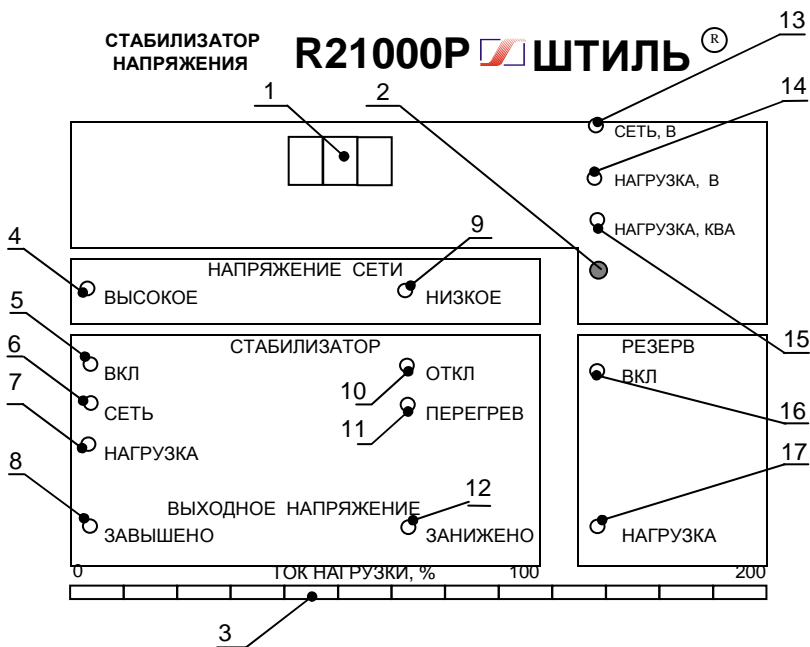 СТАБИЛИЗАТОР
НАПРЯЖЕНИЯ
R21000P ШТИЛЬ ®
13
1
2
14
СЕТЬ, В
НАГРУЗКА, В
НАГРУЗКА, КВА
4
9
НАПРЯЖЕНИЕ СЕТИ
ВЫСОКОЕ
НИЗКОЕ
5
15
СТАБИЛИЗАТОР
РЕЗЕРВ
6
ВКЛ
10
ОТКЛ
ВКЛ
7
СЕТЬ
11
ПЕРЕГРЕВ
16
НАГРУЗКА
17
8
12
ВЫХОДНОЕ НАПРЯЖЕНИЕ
ЗАВЫШЕНО
ЗАНИЖЕНО
НАГРУЗКА
0 ТОК НАГРУЗКИ, % 100 200
3